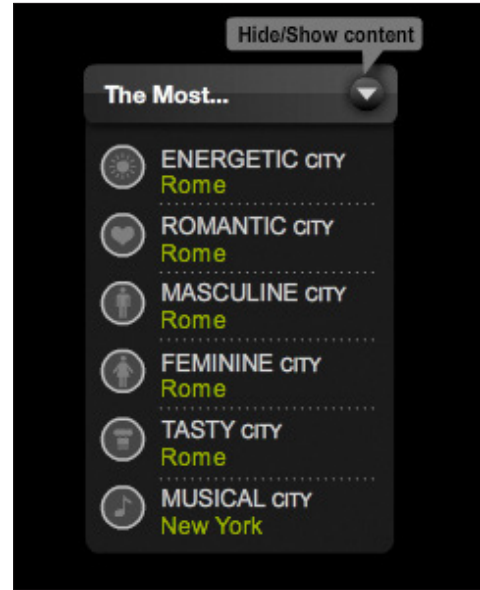 Hide/Show content
The Most...
ENERGETIC CITY
Rome
ROMANTIC CITY
Rome
MASCULINE CITY
Rome
FEMININE CITY
Rome
TASTY CITY
Rome
MUSICAL CITY
New York